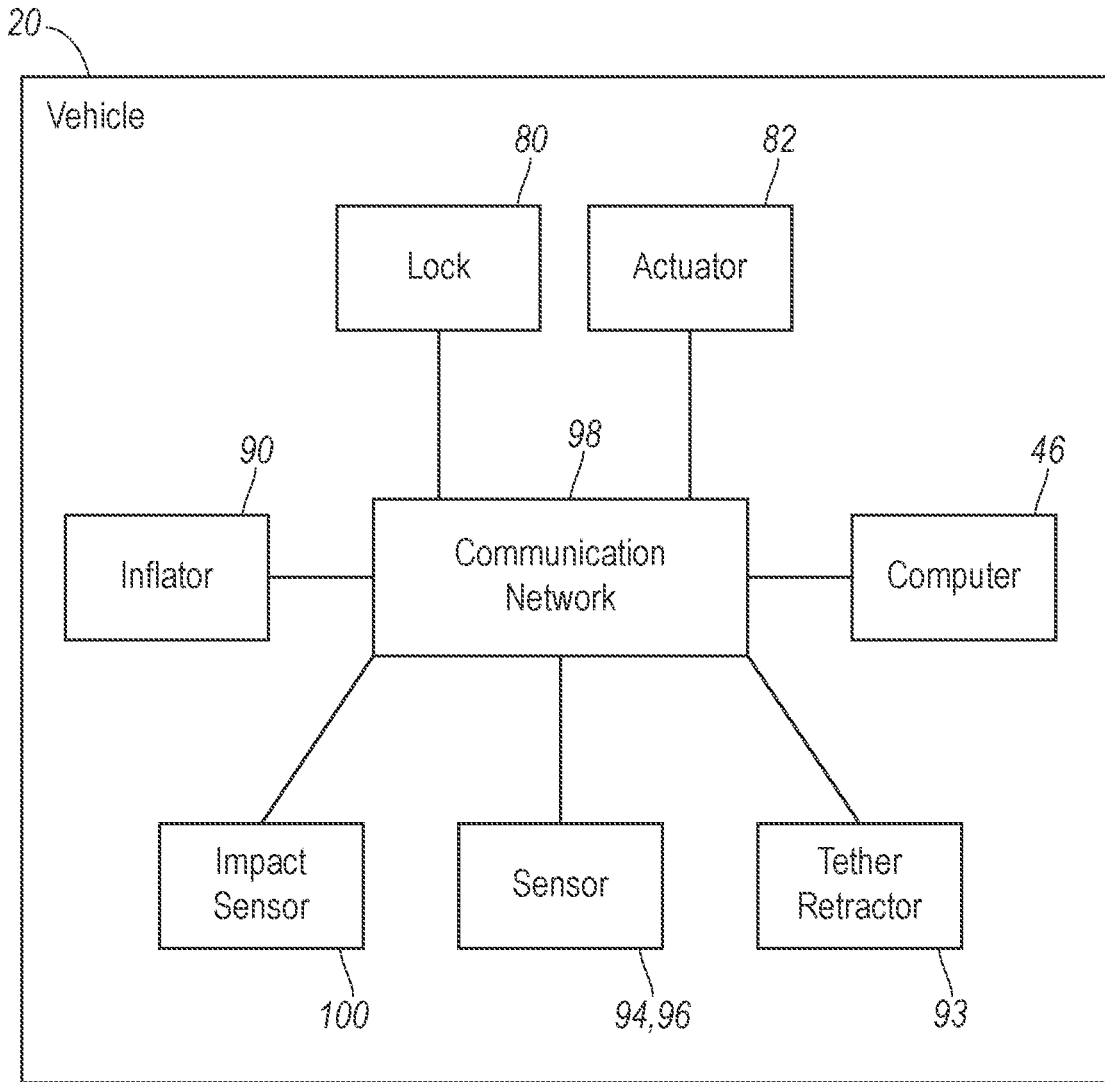 20
Vehicle
80
82
Lock
Actuator
90
98
46
Inflator
Communication
Network
Computer
Impact
Sensor
Sensor
Tether
Retractor
100
94,96
93